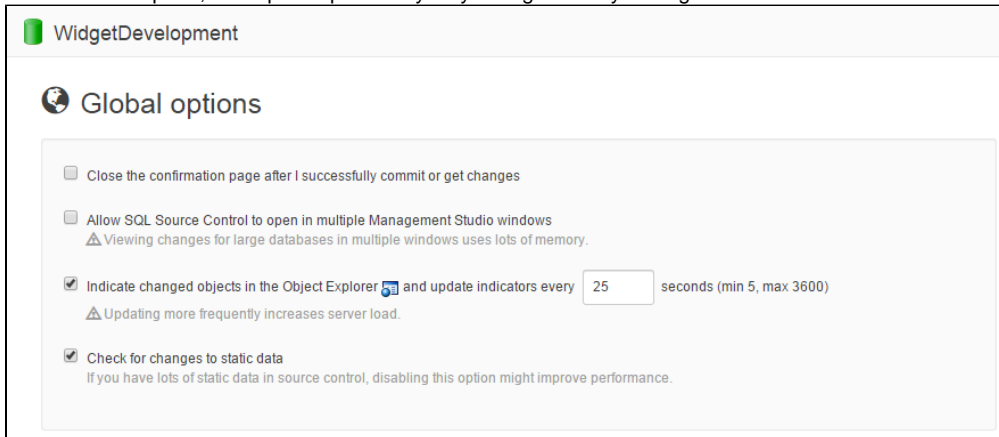 WidgetDevelopment
Global options
Close the confirmation page after I successfully commit or get changes
Allow SQL Source Control to open in multiple Management Studio windows
Viewing changes for large databases in multiple windows uses lots of memory.
Indicate changed objects in the Object Explorer and update indicators every 25 seconds (min 5, max 3600)
Updating more frequently increases server load.
Check for changes to static data
If you have lots of static data in source control, disabling this option might improve performance.